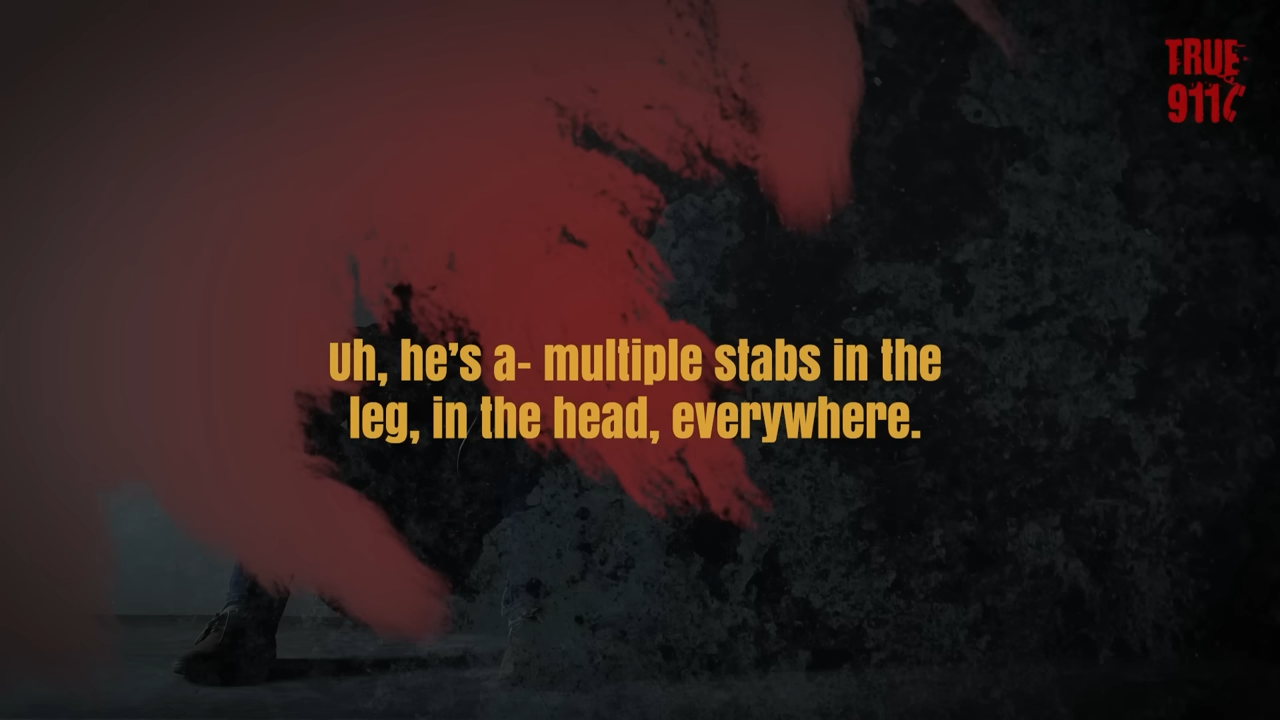 TRUE
911
Uh, he's a- multiple stabs in the
leg, in the head, everywhere.